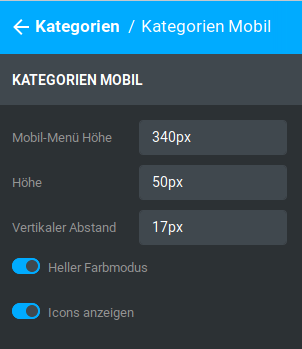 Kategorien / Kategorien Mobil
KATEGORIEN MOBIL
Mobil-Menü Höhe 340px
Höhe 50px
Vertikaler Abstand 17px
Heller Farbmodus
Icons anzeigen